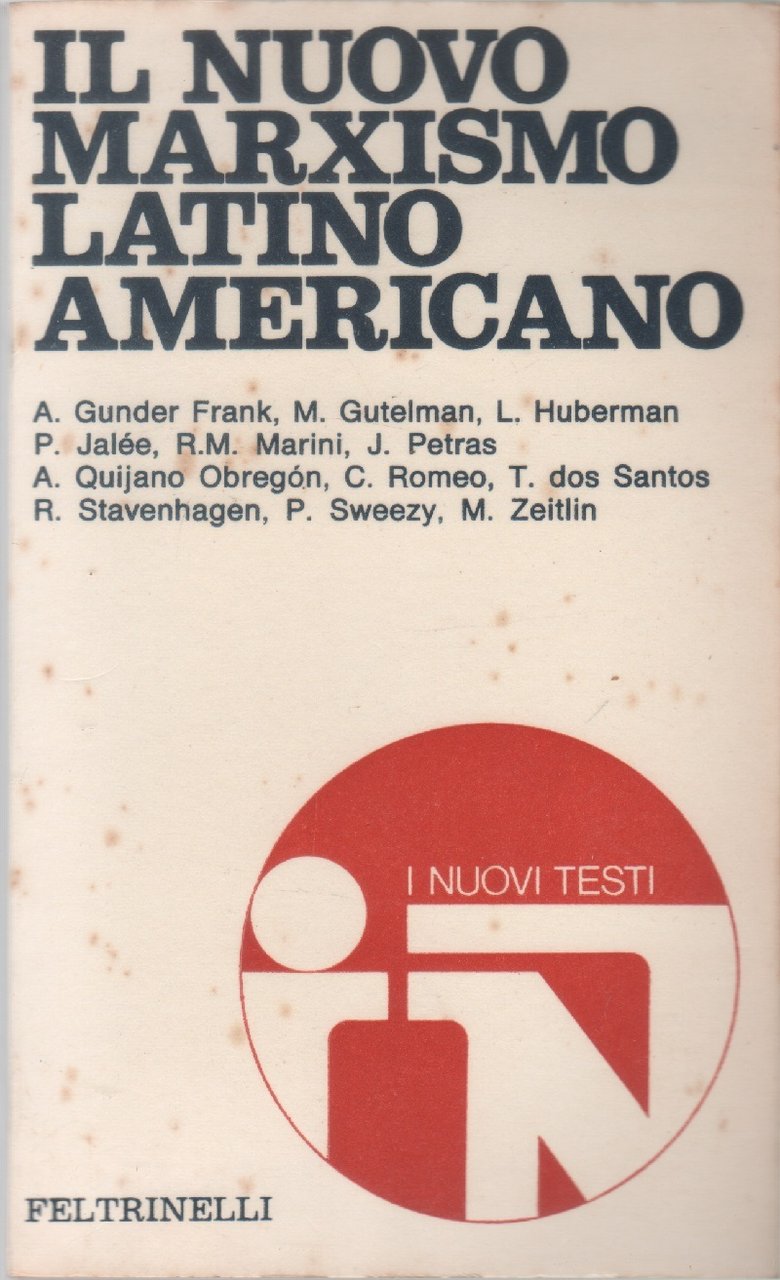 IL NUOVO
MARXISMO
LATINO
AMERICANO
A. Gunder Frank, M. Gutelman, L. Huberman
P. Jalée, R.M. Marini, J. Petras
A. Quijano Obregón, C. Romeo, T. dos Santos
R. Stavenhagen, P. Sweezy, M. Zeitlin
I NUOVI TESTI
iNT
FELTRINELLI